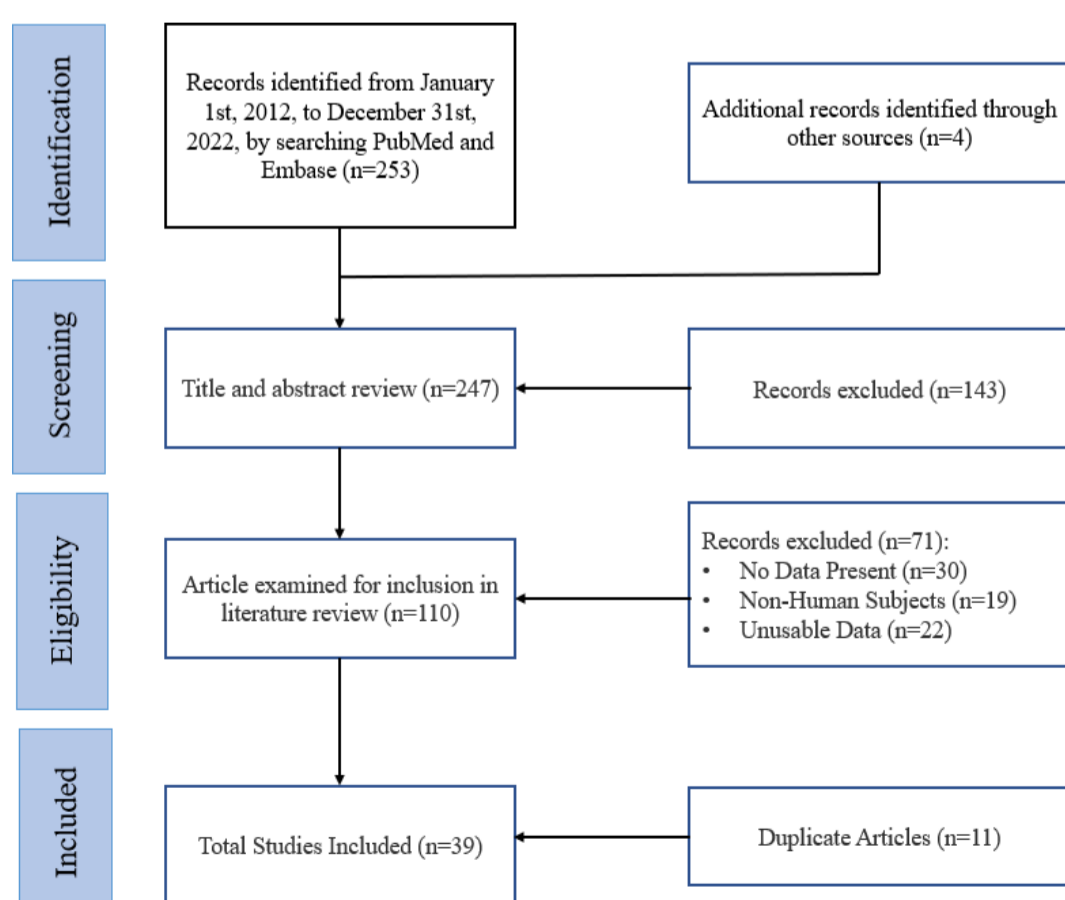 Identification
Records identified from January
1st, 2012, to December 31st,
2022, by searching PubMed and
Embase (n=253)
Additional records identified through
other sources (n=4)
Screening
Title and abstract review (n=247)
Records excluded (n=143)
Eligibility
Article examined for inclusion in
literature review (n=110)
Records excluded (n=71):
• No Data Present (n=30)
• Non-Human Subjects (n=19)
• Unusable Data (n=22)
Included
Total Studies Included (n=39)
Duplicate Articles (n=11)